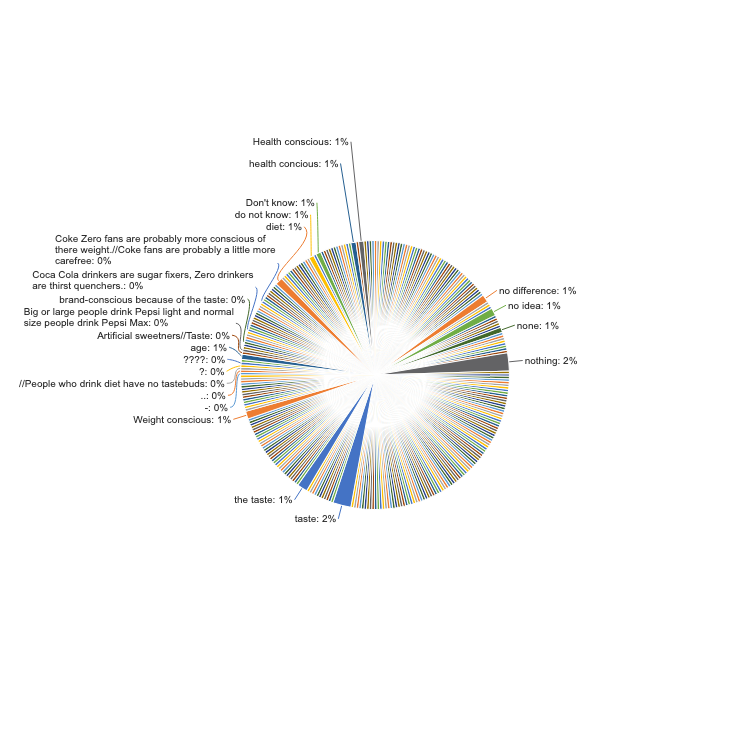 Health conscious: 1%
health concious: 1%
Don't know: 1%
do not know: 1%
diet: 1%
Coke Zero fans are probably more conscious of
there weight.//Coke fans are probably a little more
carefree: 0%
Coca Cola drinkers are sugar fixers, Zero drinkers
are thirst quenchers.: 0%
brand-conscious because of the taste: 0%
Big or large people drink Pepsi light and normal
size people drink Pepsi Max: 0%
Artificial sweetners//Taste: 0%
age: 1%
????: 0%
?: 0%
//People who drink diet have no tastebuds: 0%
..: 0%
-: 0%
Weight conscious: 1%
the taste: 1%
taste: 2%
no difference: 1%
no idea: 1%
none: 1%
nothing: 2%